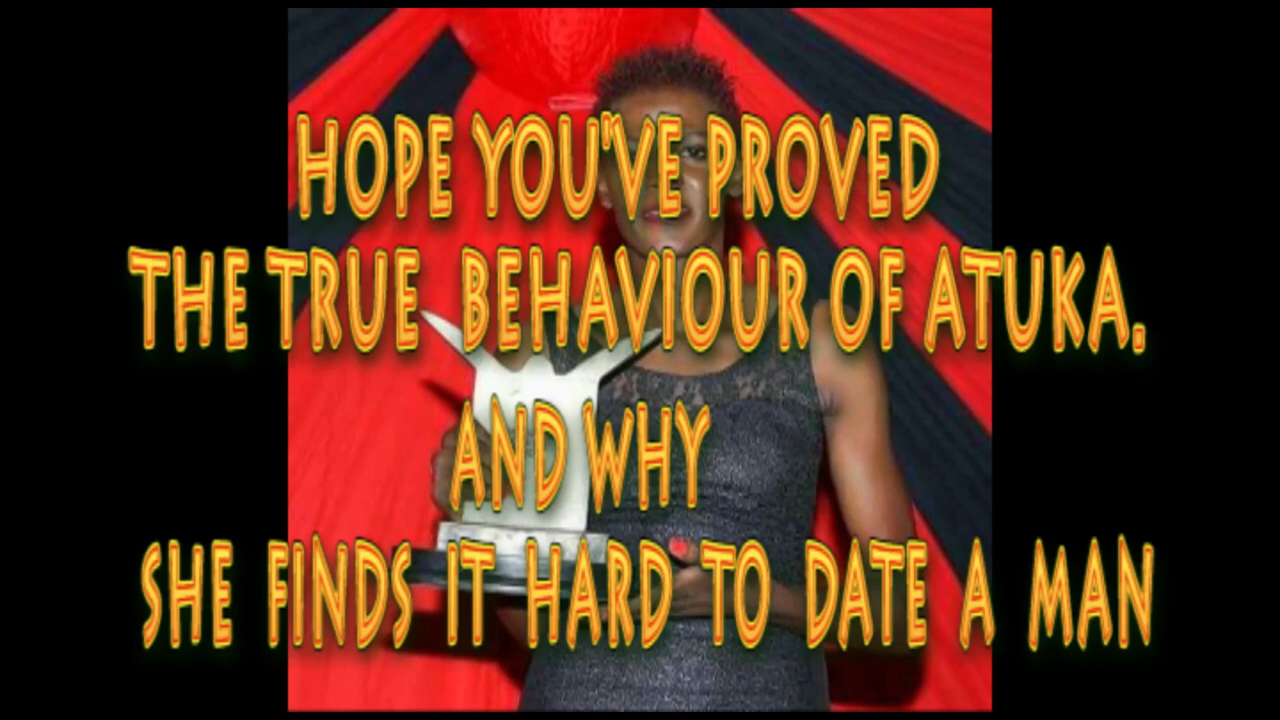 HOPE YOU'VE PROVED
THE TRUE BEHAVIOUR OF ATUKA.
AND WHY
SHE FINDS IT HARD TO DATE A MAN